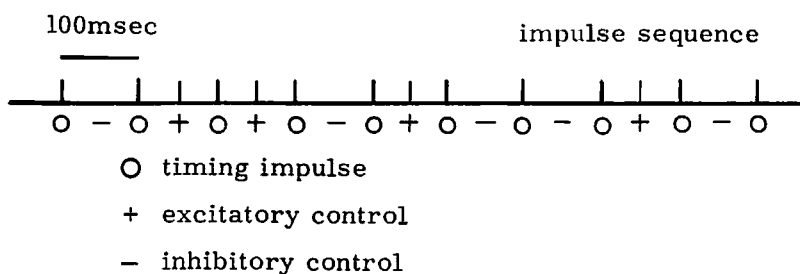 100msec
impulse sequence
O − O + O + O − O + O − O − O + O − O
O timing impulse
+ excitatory control
− inhibitory control